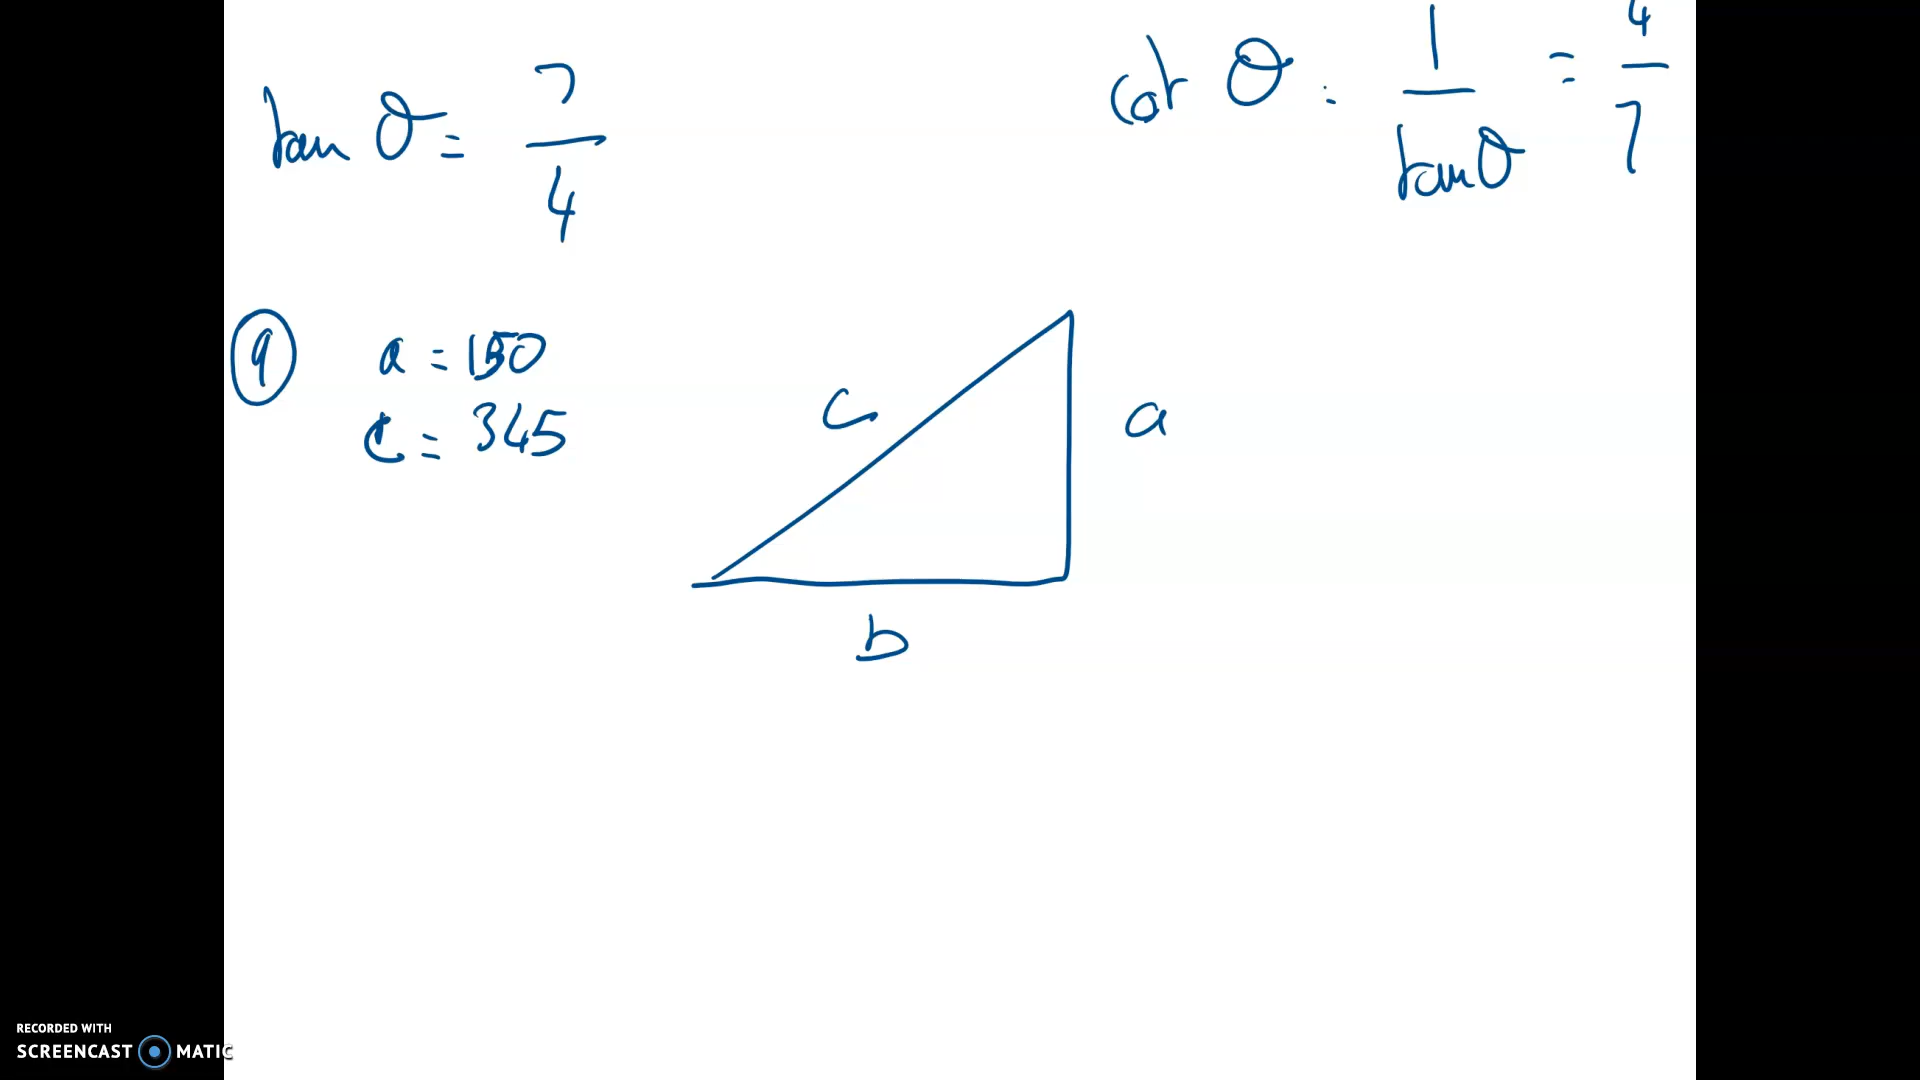 tan θ = 7/4
cot θ = 1/tan θ = 4/7
9 a = 150
c = 345
c
a
b
RECORDED WITH
SCREENCAST MATIC